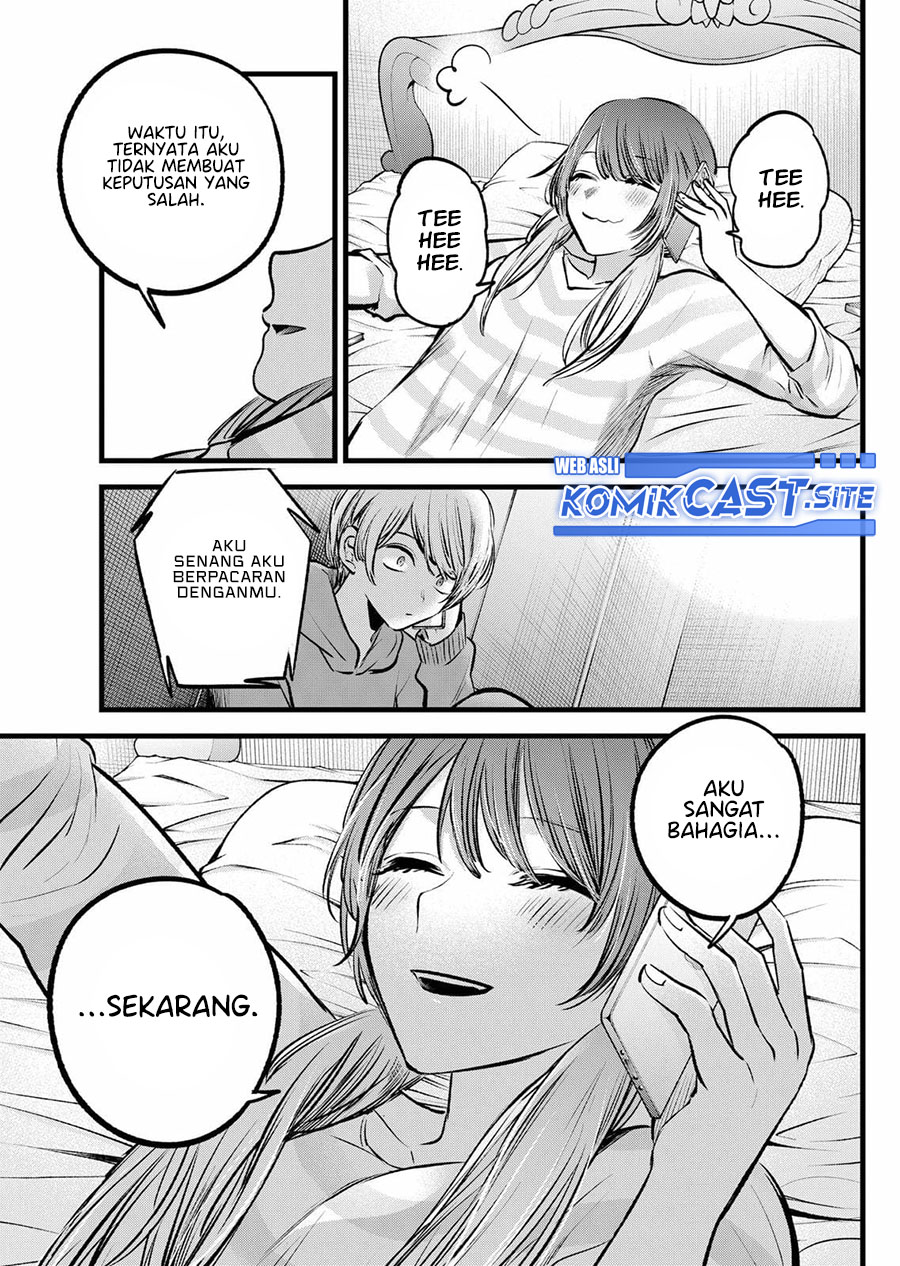 TEE
HEE.
TEE
HEE
HEE.
WAKTU ITU,
TERNYATA AKU
TIDAK MEMBUAT
KEPUTUSAN YANG
SALAH.
WEB ASLI
KOMIKCAST.SITE
AKU
SENANG AKU
BERPACARAN
DENGANMU.
AKU
SANGAT
BAHAGIA...
...SEKARANG.